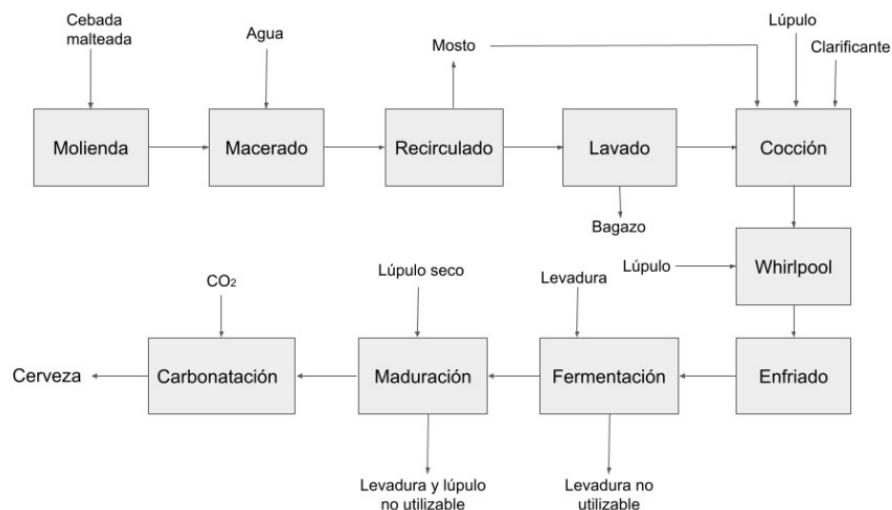 Cebada
malteada
Agua
Mosto
Lúpulo
Clarificante
Molienda
Macerado
Recirculado
Lavado
Cocción
Bagazo
Lúpulo
Whirlpool
CO₂
Lúpulo seco
Levadura
Cerveza
Carbonatación
Maduración
Fermentación
Enfriado
Levadura y lúpulo
no utilizable
Levadura no
utilizable